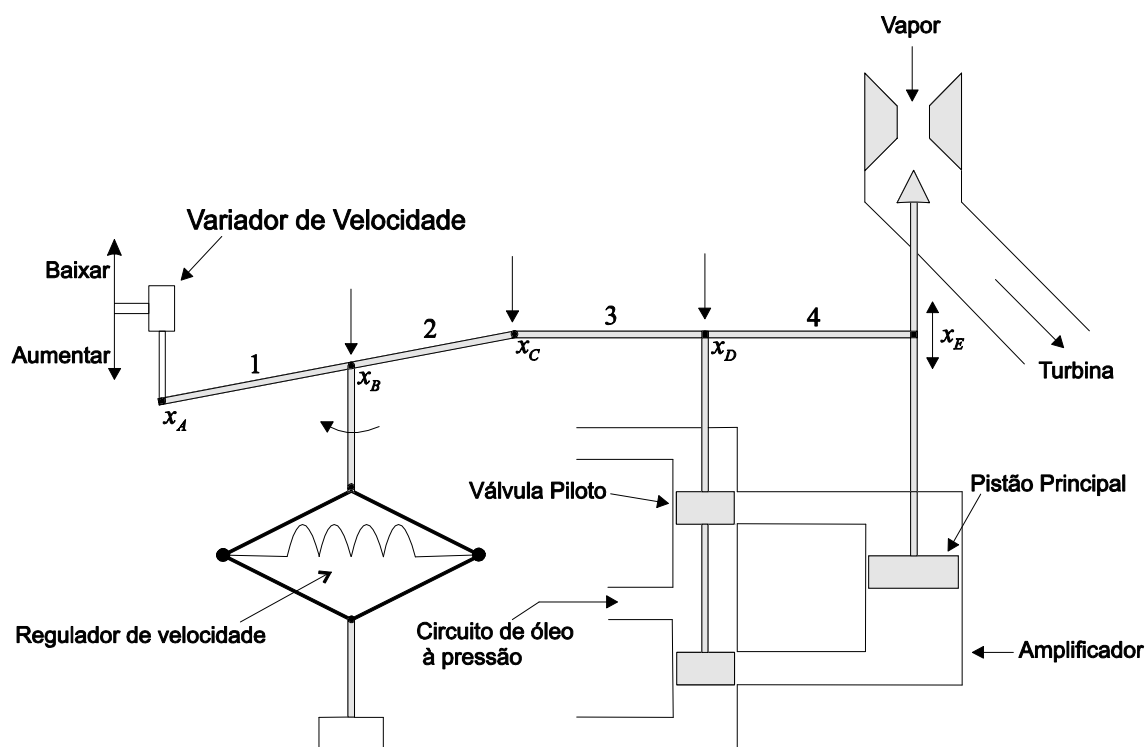 Vapor
Variador de Velocidade
Baixar
Aumentar
1
2
3
4
x_A
x_B
x_C
x_D
x_E
Turbina
Válvula Piloto
Pistão Principal
Regulador de velocidade
Circuito de óleo
à pressão
Amplificador